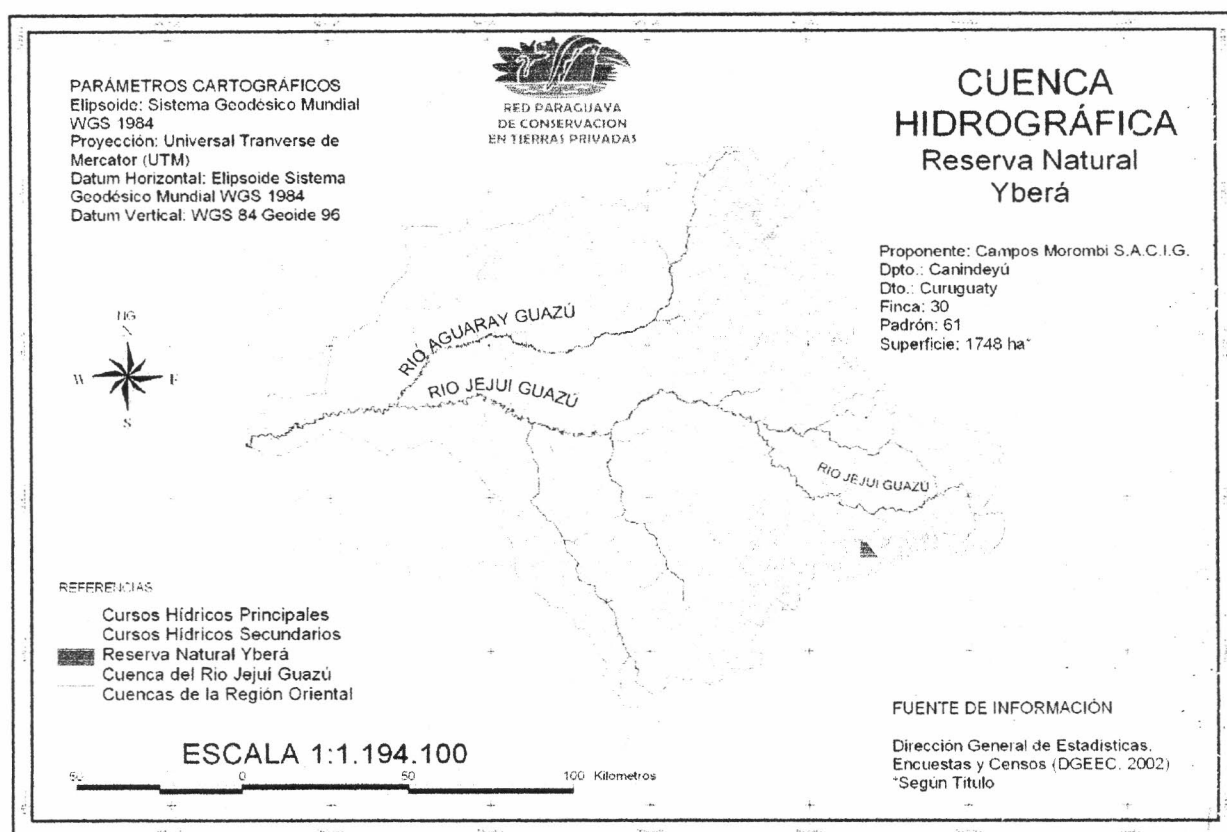 PARÁMETROS CARTOGRÁFICOS
Elipsoide: Sistema Geodésico Mundial
WGS 1984
Proyección: Universal Tranverse de
Mercator (UTM)
Datum Horizontal: Elipsoide Sistema
Geodésico Mundial WGS 1984
Datum Vertical: WGS 84 Geoide 96
RED PARAGUAYA
DE CONSERVACION
EN TIERRAS PRIVADAS
CUENCA
HIDROGRÁFICA
Reserva Natural
Yberá
Proponente: Campos Morombi S.A.C.I.G.
Dpto.: Canindeyú
Dto.: Curuguaty
Finca: 30
Padrón: 61
Superficie: 1748 ha*
NG
N
W E
S
RIO AGUARAY GUAZÚ
RIO JEJUI GUAZÚ
RIO JEJUI GUAZÚ
REFERENCIAS
Cursos Hídricos Principales
Cursos Hídricos Secundarios
Reserva Natural Yberá
Cuenca del Rio Jejuí Guazú
Cuencas de la Región Oriental
ESCALA 1:1.194.100
50 0 50 100 Kilometros
FUENTE DE INFORMACIÓN
Dirección General de Estadísticas,
Encuestas y Censos (DGEEC, 2002)
*Según Titulo